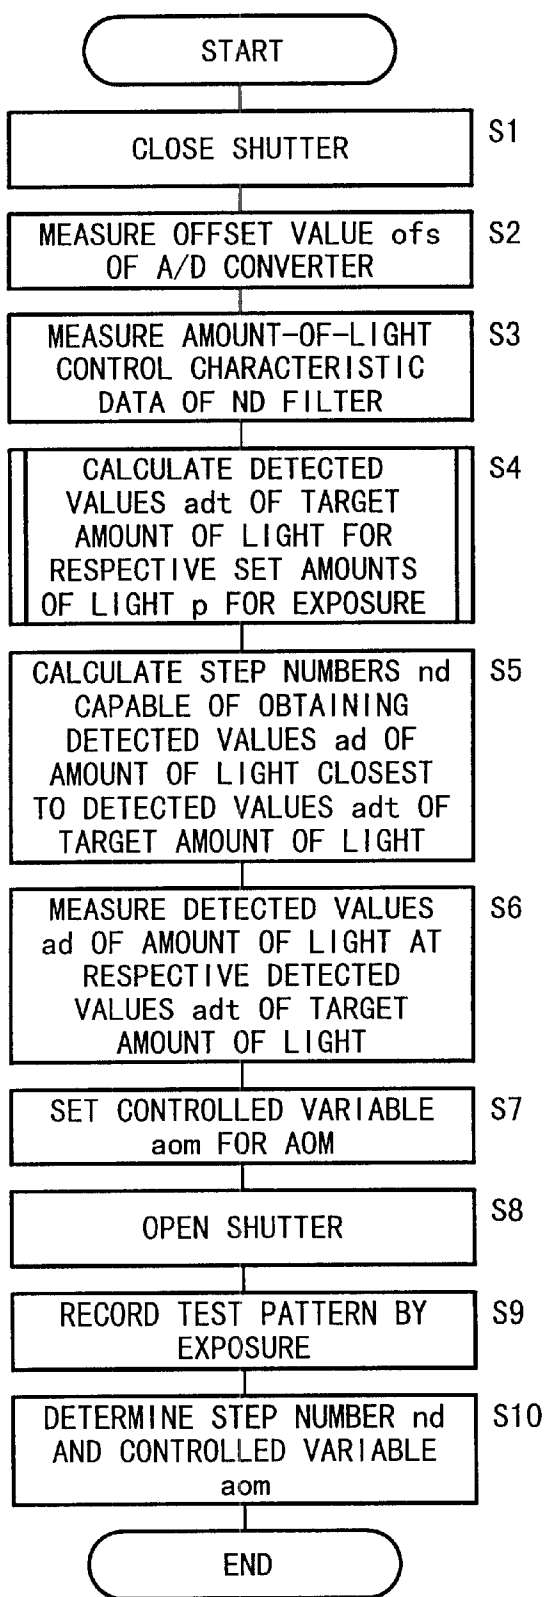 START
CLOSE SHUTTER
S1
MEASURE OFFSET VALUE ofs
OF A/D CONVERTER
S2
MEASURE AMOUNT-OF-LIGHT
CONTROL CHARACTERISTIC
DATA OF ND FILTER
S3
CALCULATE DETECTED
VALUES adt OF TARGET
AMOUNT OF LIGHT FOR
RESPECTIVE SET AMOUNTS
OF LIGHT p FOR EXPOSURE
S4
CALCULATE STEP NUMBERS nd
CAPABLE OF OBTAINING
DETECTED VALUES ad OF
AMOUNT OF LIGHT CLOSEST
TO DETECTED VALUES adt OF
TARGET AMOUNT OF LIGHT
S5
MEASURE DETECTED VALUES
ad OF AMOUNT OF LIGHT AT
RESPECTIVE DETECTED
VALUES adt OF TARGET
AMOUNT OF LIGHT
S6
SET CONTROLLED VARIABLE
aom FOR AOM
S7
OPEN SHUTTER
S8
RECORD TEST PATTERN BY
EXPOSURE
S9
DETERMINE STEP NUMBER nd
AND CONTROLLED VARIABLE
aom
S10
END